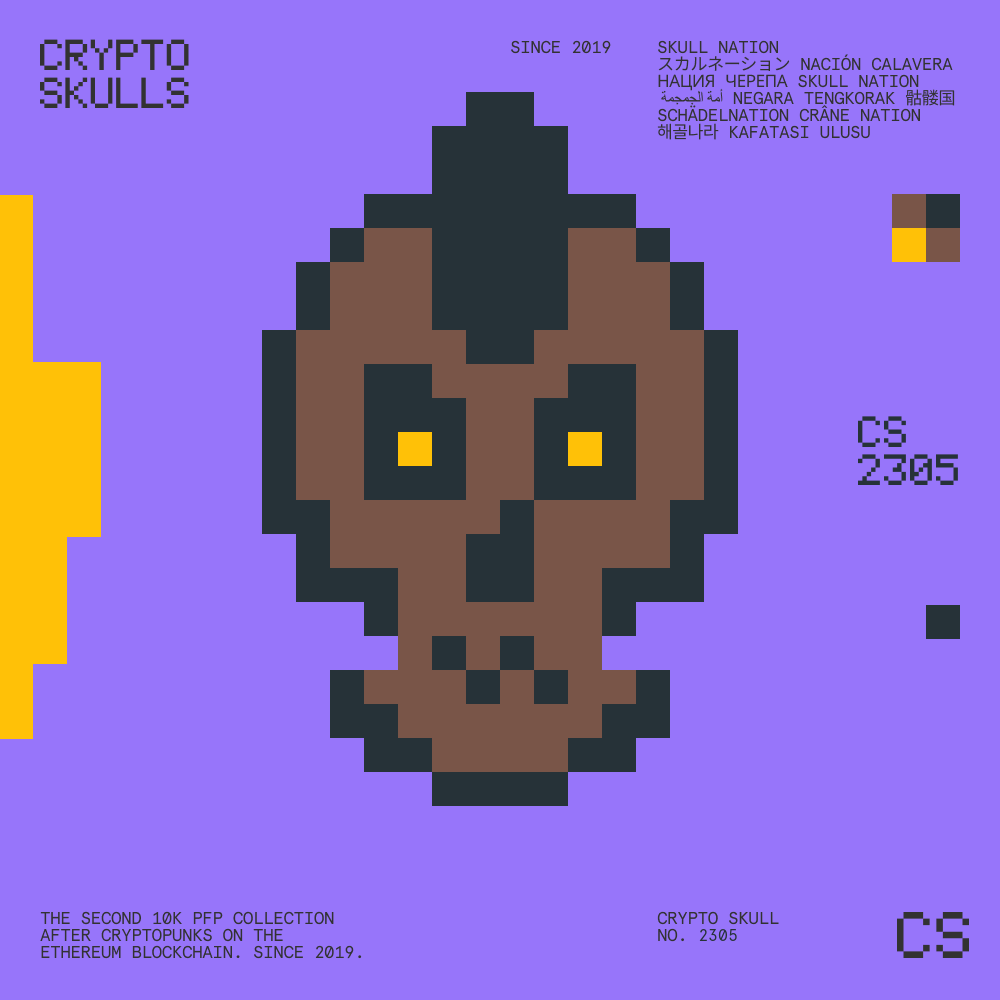 CRYPTO
SKULLS
SINCE 2019
SKULL NATION
スカルネーション NACIÓN CALAVERA
НАЦИЯ ЧЕРЕПА SKULL NATION
أمة الجمجمة NEGARA TENGKORAK 骷髅国
SCHÄDELNATION CRÂNE NATION
해골나라 KAFATASI ULUSU
CS
2305
THE SECOND 10K PFP COLLECTION
AFTER CRYPTOPUNKS ON THE
ETHEREUM BLOCKCHAIN. SINCE 2019.
CRYPTO SKULL
NO. 2305
CS